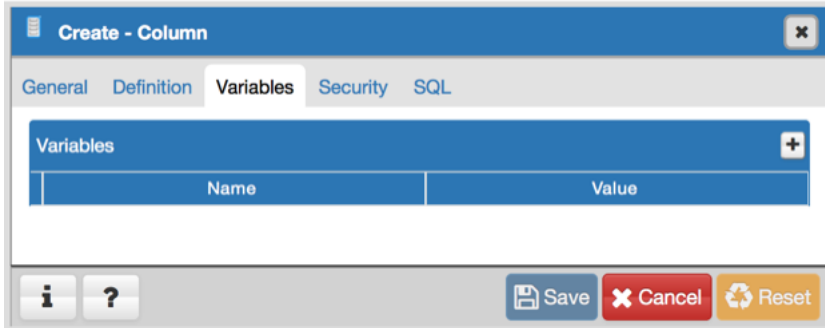 Create - Column
General Definition Variables Security SQL
Variables
Name Value
i ? Save Cancel Reset